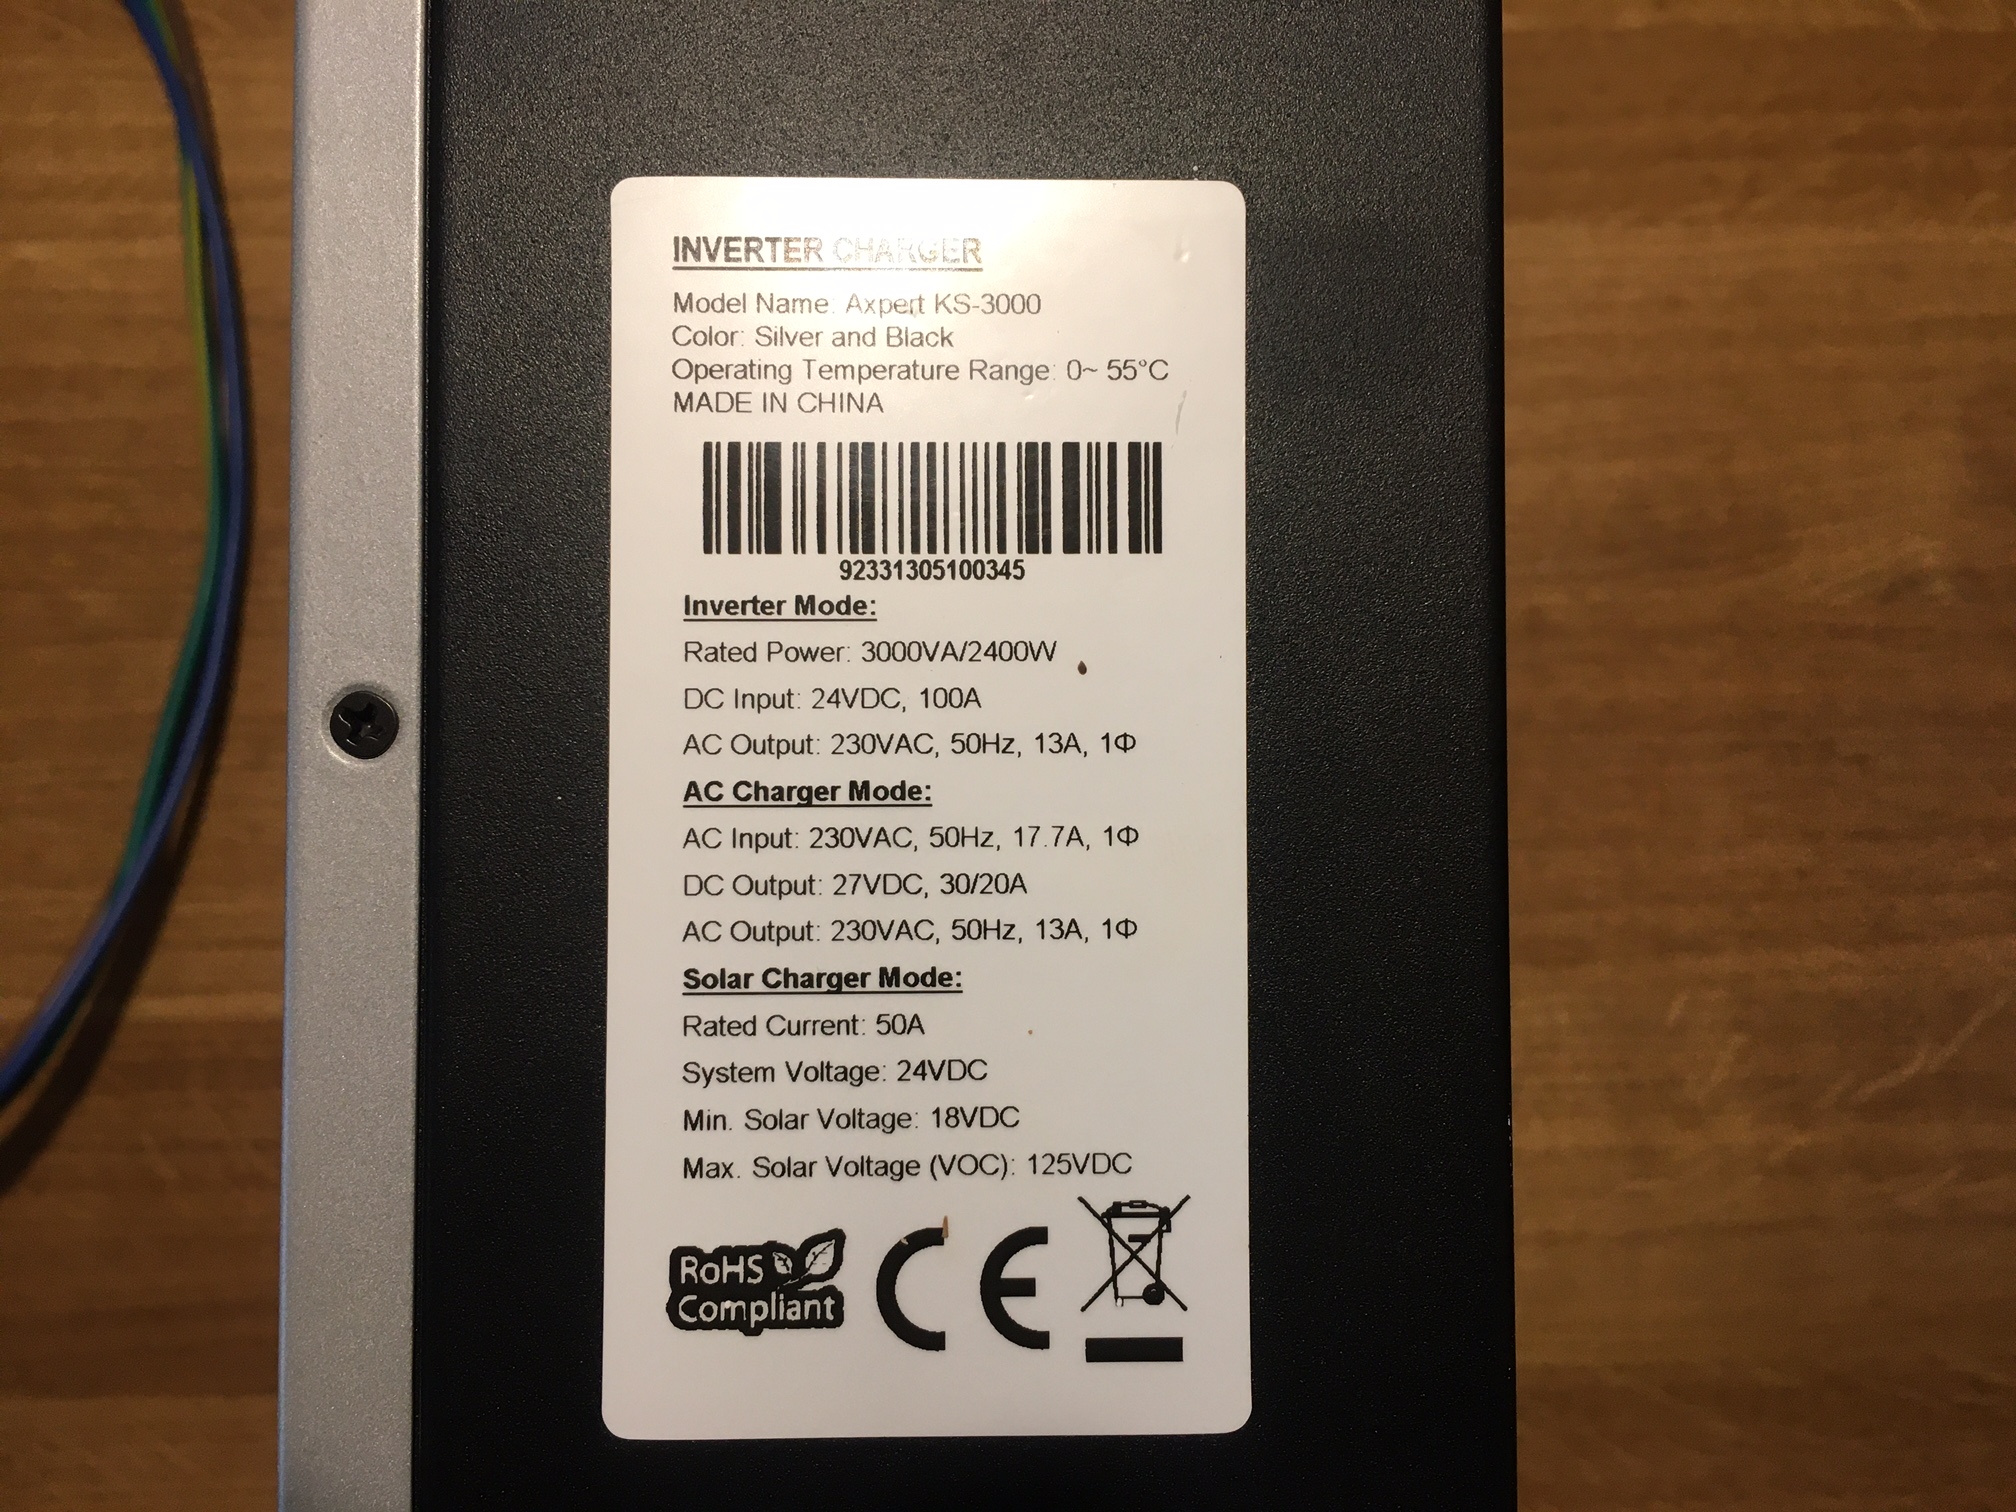 INVERTER CHARGER
Model Name: Axpert KS-3000
Color: Silver and Black
Operating Temperature Range: 0~ 55°C
MADE IN CHINA
92331305100345
Inverter Mode:
Rated Power: 3000VA/2400W
DC Input: 24VDC, 100A
AC Output: 230VAC, 50Hz, 13A, 1Φ
AC Charger Mode:
AC Input: 230VAC, 50Hz, 17.7A, 1Φ
DC Output: 27VDC, 30/20A
AC Output: 230VAC, 50Hz, 13A, 1Φ
Solar Charger Mode:
Rated Current: 50A
System Voltage: 24VDC
Min. Solar Voltage: 18VDC
Max. Solar Voltage (VOC): 125VDC
RoHS
Compliant
CE